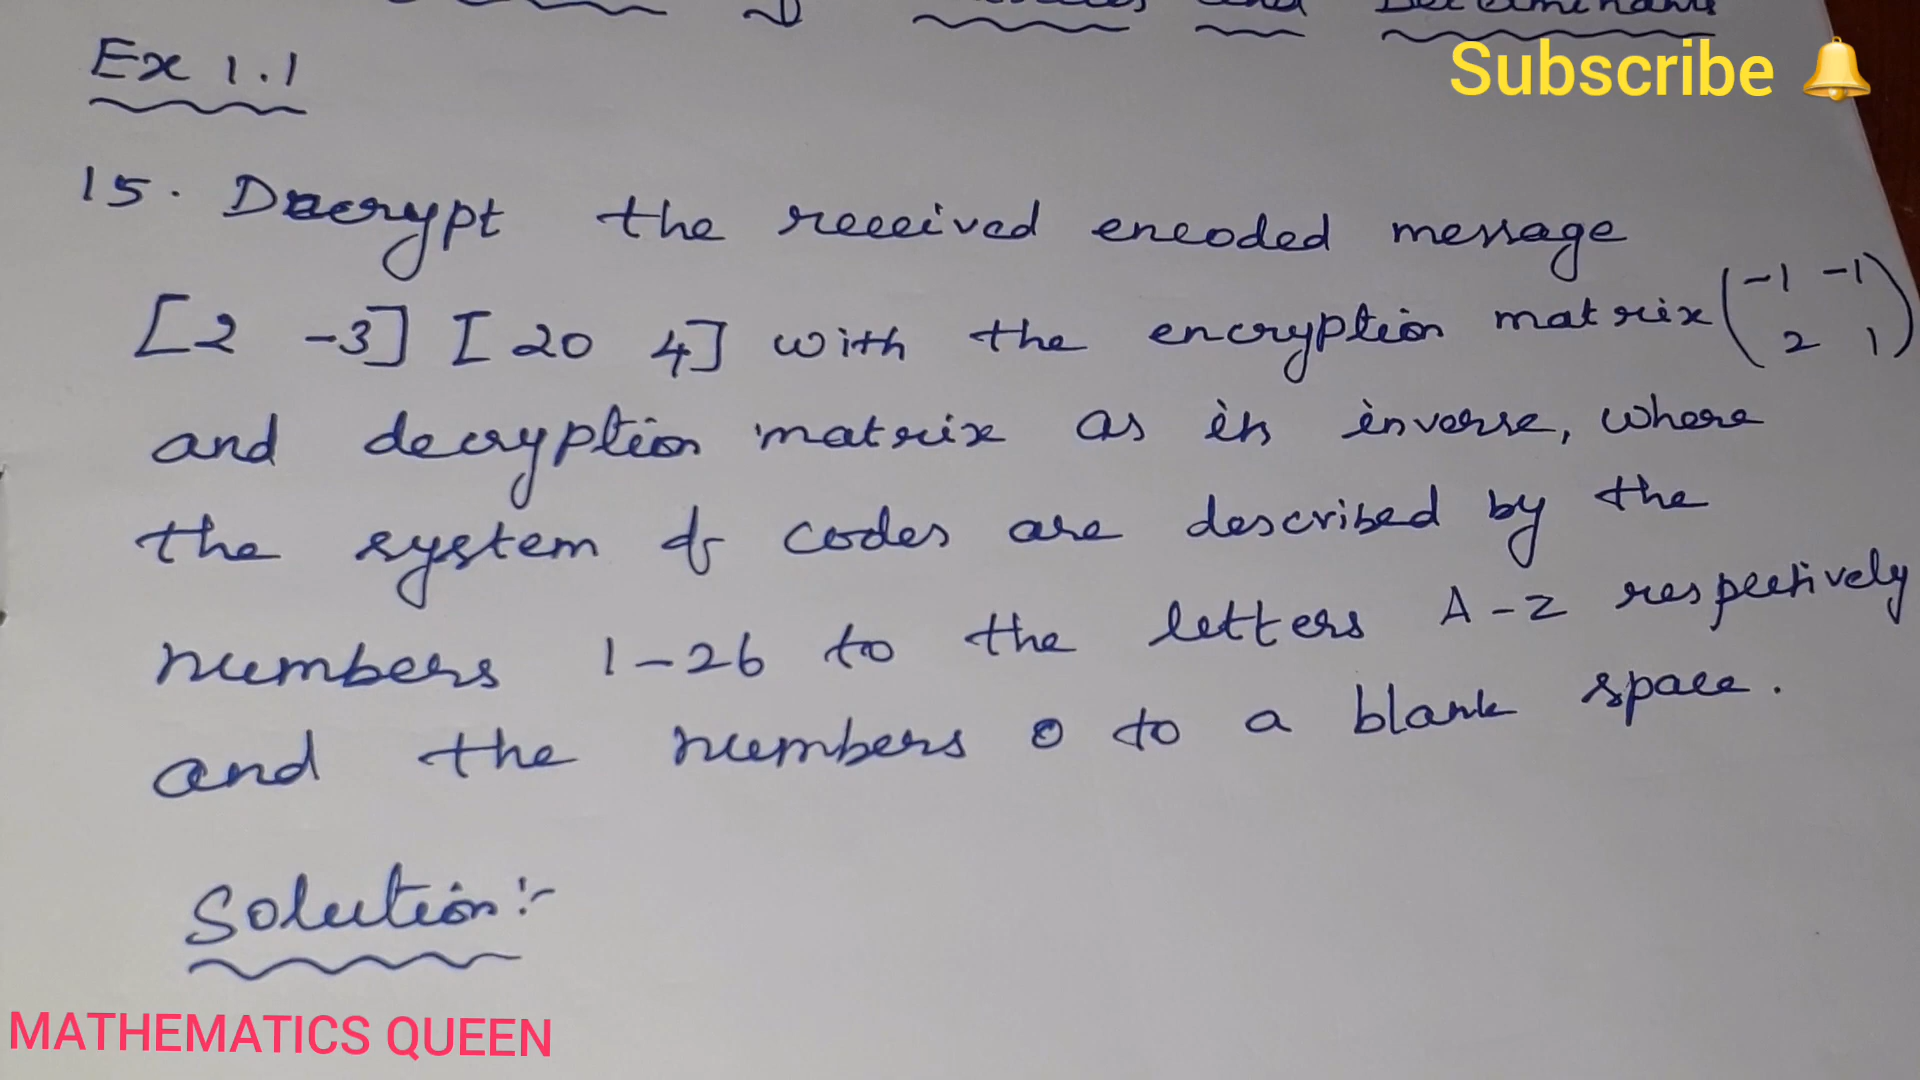 and
Subscribe
Ex 1.1
15. Decrypt the received encoded message
[2 -3] [20 4] with the encryption matrix (-1 -1
2 1)
and decryption matrix as its inverse, where
the system of codes are described by the
numbers 1-26 to the letters A-Z respectively
and the numbers 0 to a blank space.
Solution:-
MATHEMATICS QUEEN